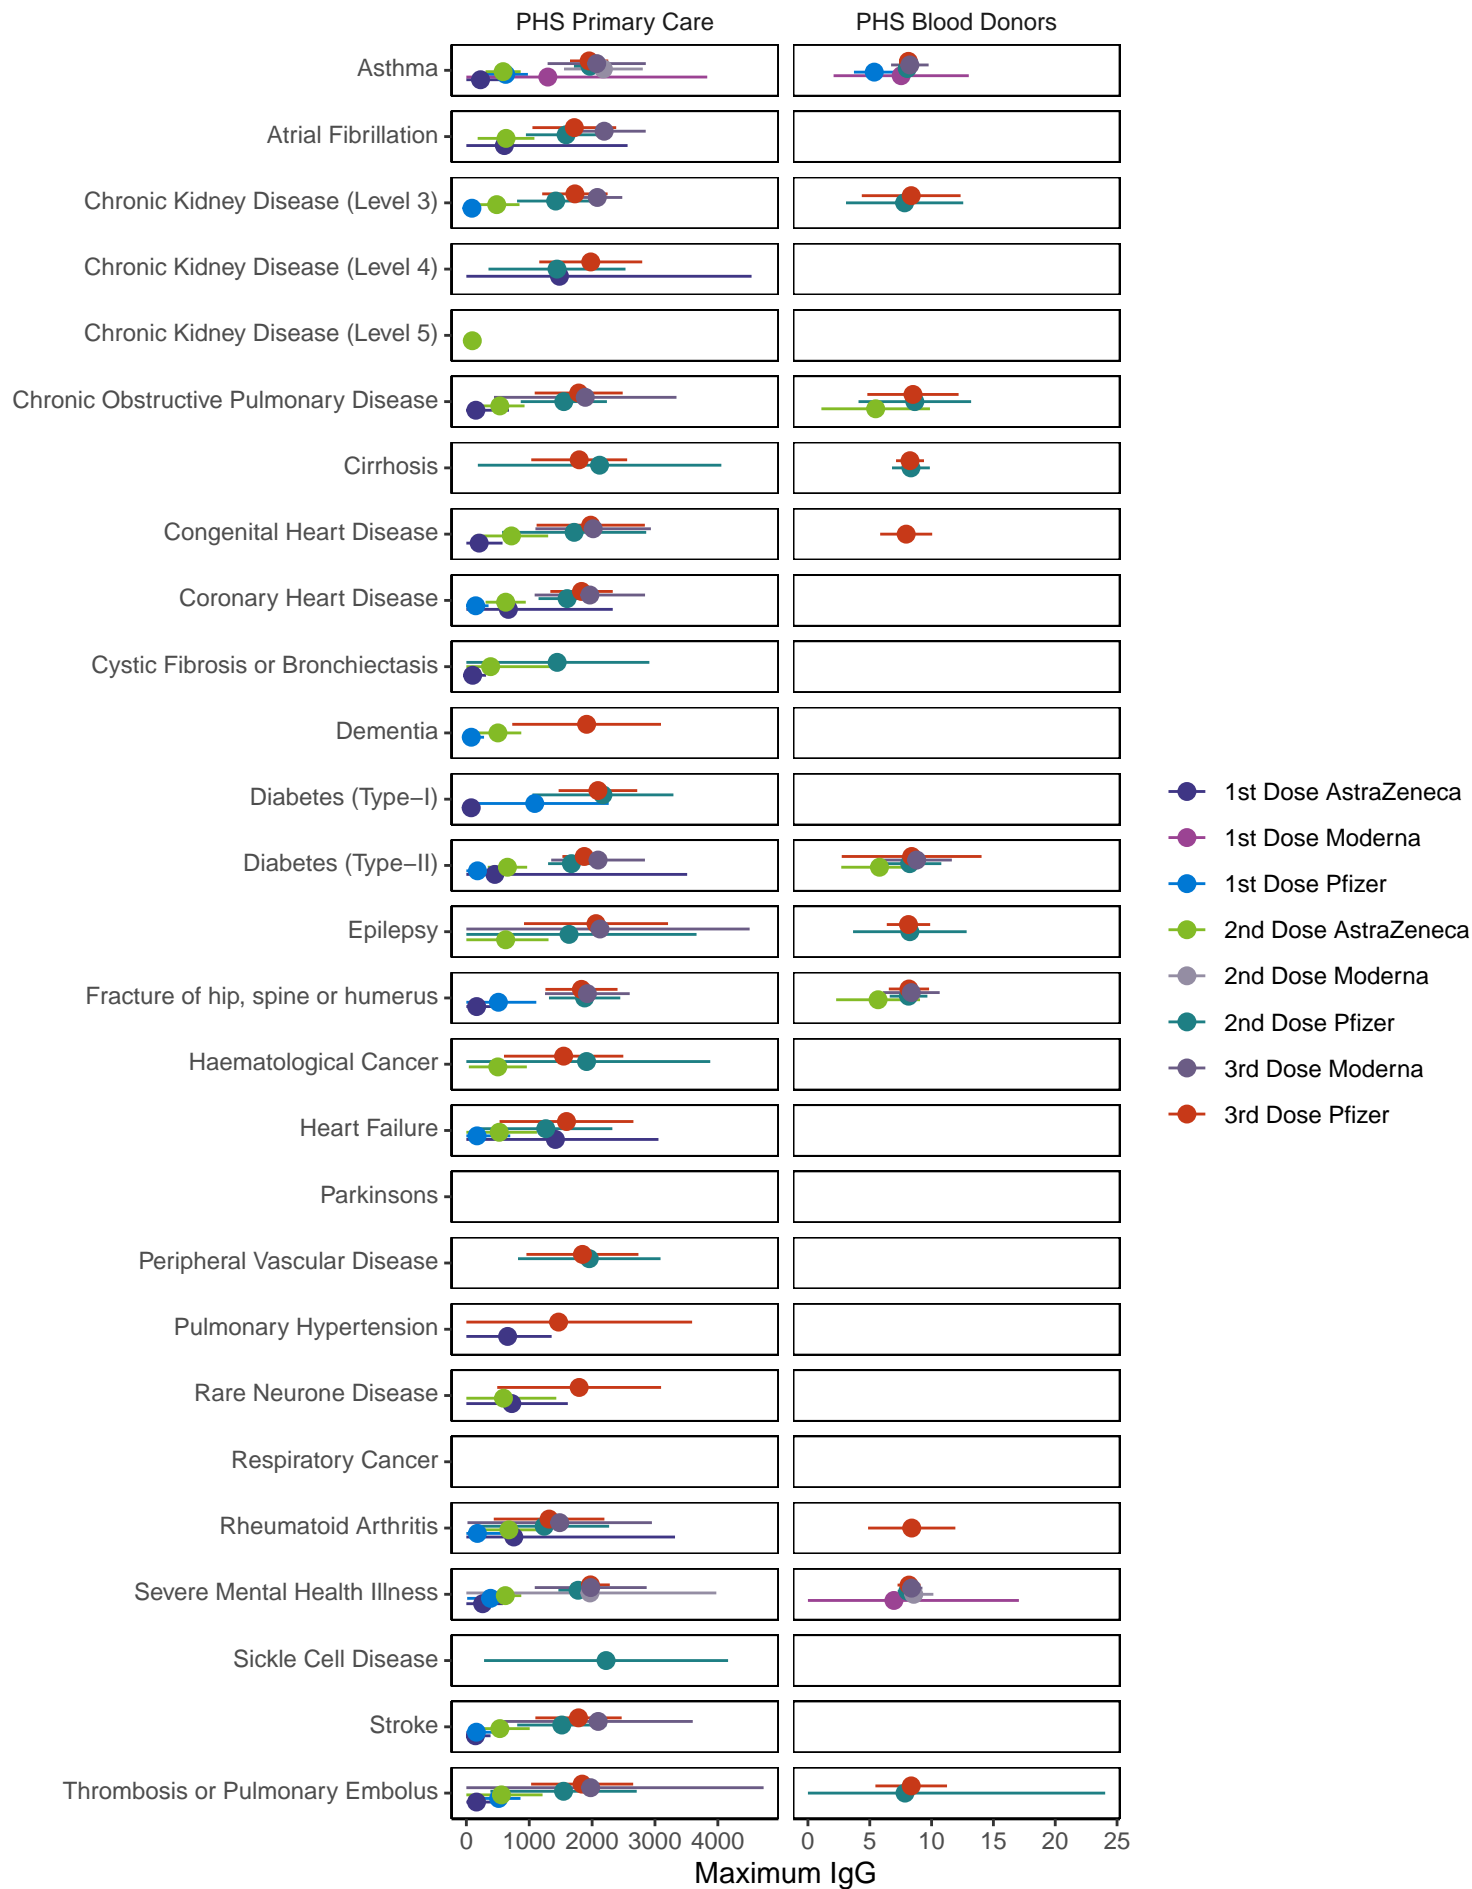 PHS Primary Care
PHS Blood Donors
Asthma
Atrial Fibrillation
Chronic Kidney Disease (Level 3)
Chronic Kidney Disease (Level 4)
Chronic Kidney Disease (Level 5)
Chronic Obstructive Pulmonary Disease
Cirrhosis
Congenital Heart Disease
Coronary Heart Disease
Cystic Fibrosis or Bronchiectasis
Dementia
Diabetes (Type−I)
Diabetes (Type−II)
Epilepsy
Fracture of hip, spine or humerus
Haematological Cancer
Heart Failure
Parkinsons
Peripheral Vascular Disease
Pulmonary Hypertension
Rare Neurone Disease
Respiratory Cancer
Rheumatoid Arthritis
Severe Mental Health Illness
Sickle Cell Disease
Stroke
Thrombosis or Pulmonary Embolus
0 1000 2000 3000 4000
0 5 10 15 20 25
Maximum IgG
1st Dose AstraZeneca
1st Dose Moderna
1st Dose Pfizer
2nd Dose AstraZeneca
2nd Dose Moderna
2nd Dose Pfizer
3rd Dose Moderna
3rd Dose Pfizer